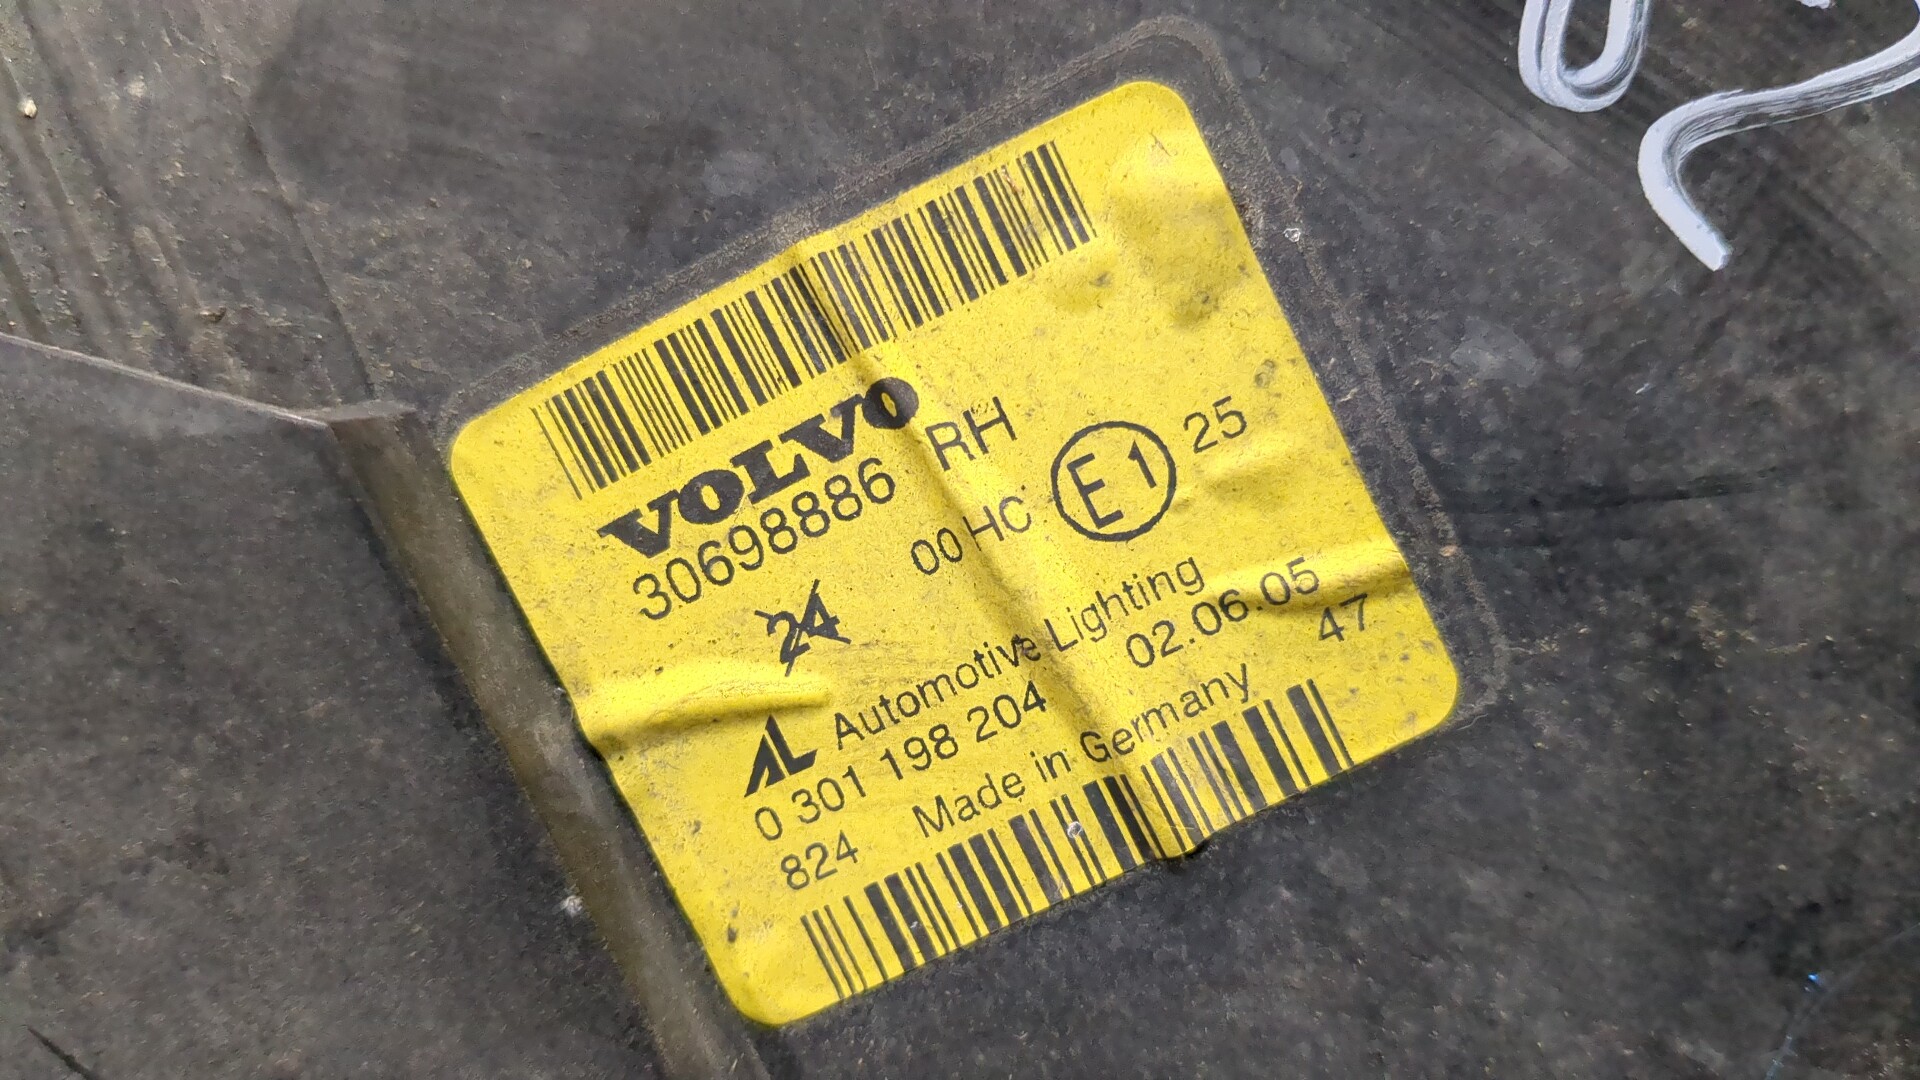 VOLVO
30698886 RH
00 HC E1 25
24
AL Automotive Lighting
0 301 198 204 02.06.05
824 Made in Germany 47